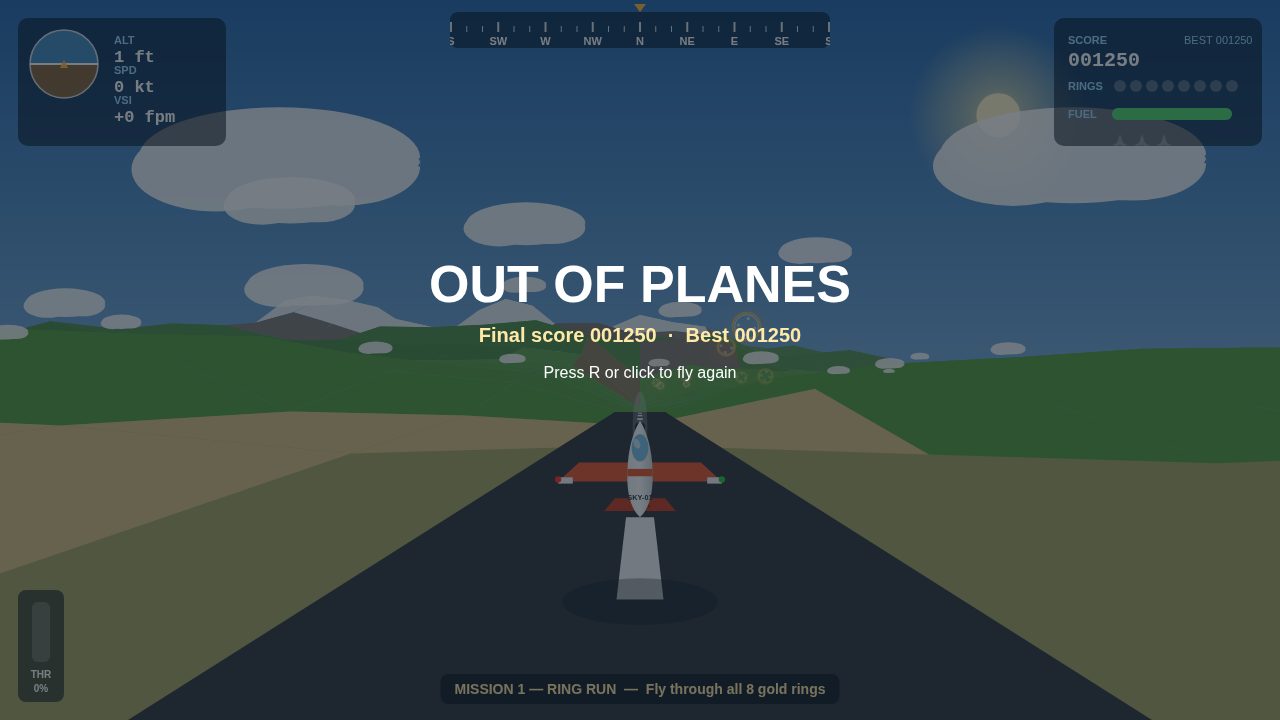 S SW W NW N NE E SE S
ALT
1 ft
SPD
0 kt
VSI
+0 fpm
SCORE BEST 001250
001250
RINGS
FUEL
OUT OF PLANES
Final score 001250 · Best 001250
Press R or click to fly again
SKY-01
THR
0%
MISSION 1 — RING RUN — Fly through all 8 gold rings